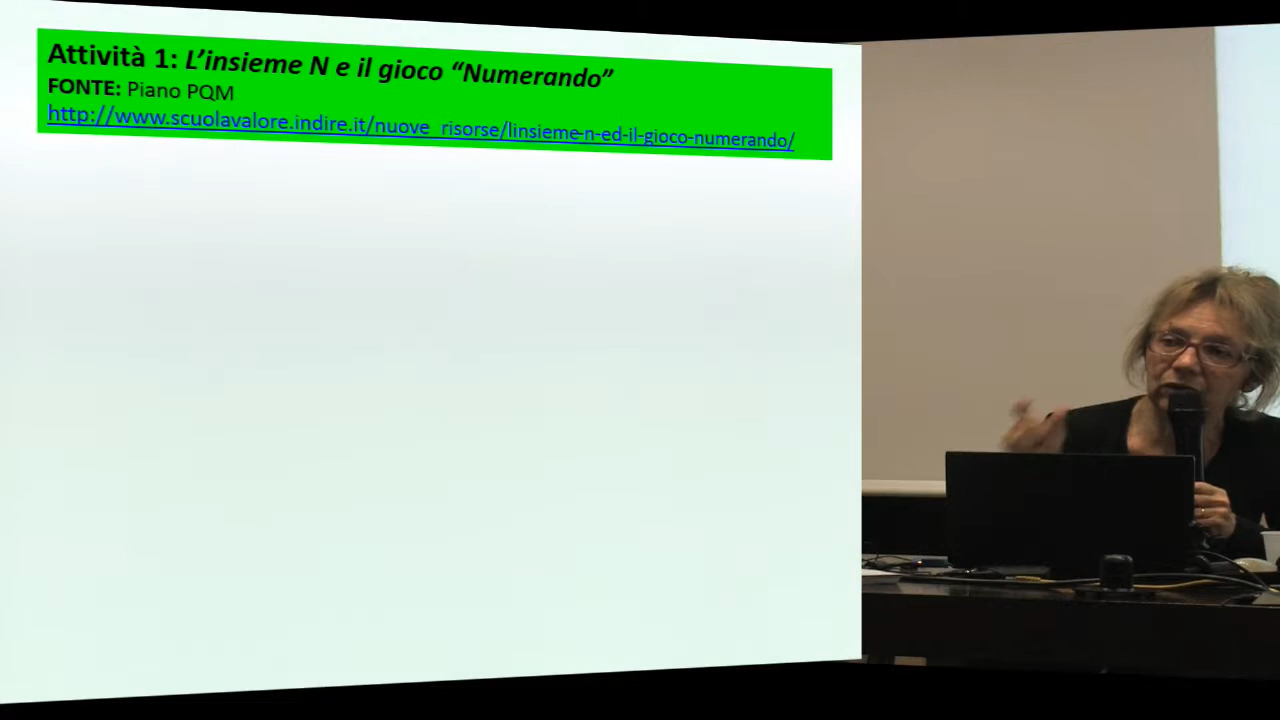 Attività 1: L'insieme N e il gioco “Numerando”
FONTE: Piano PQM
http://www.scuolavalore.indire.it/nuove_risorse/linsieme-n-ed-il-gioco-numerando/